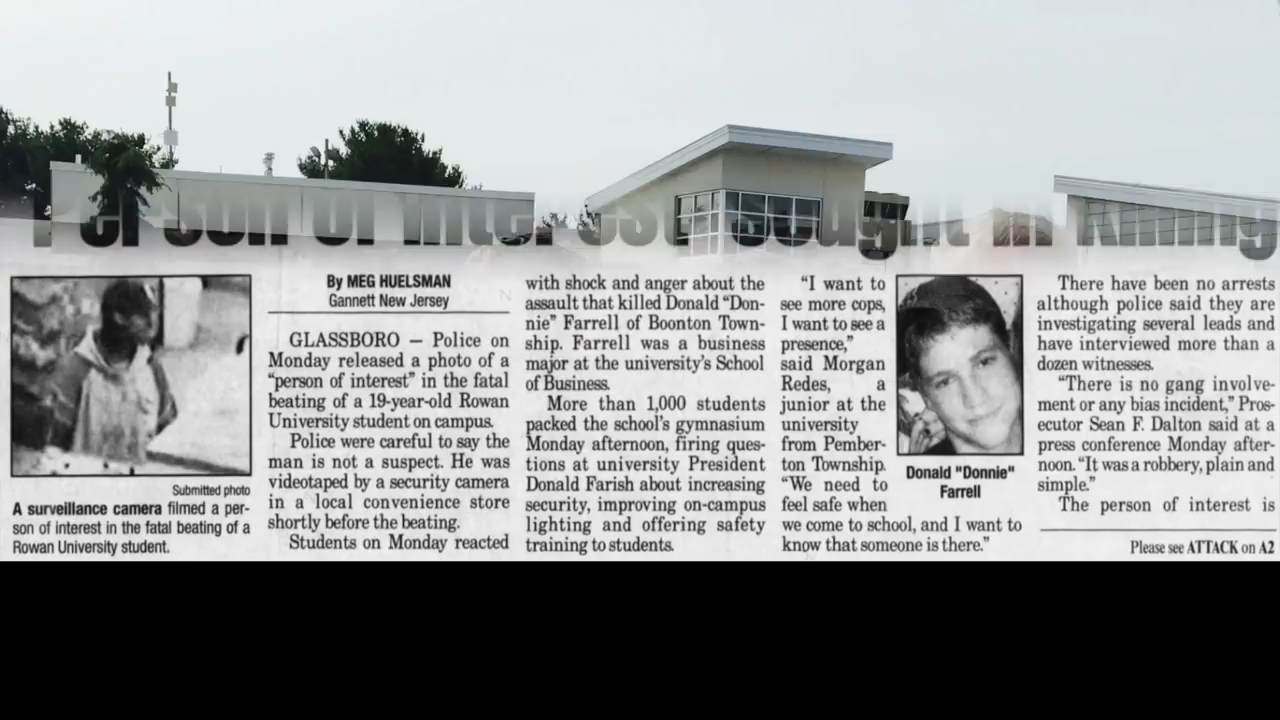 Person of interest sought in killing
Submitted photo
A surveillance camera filmed a per-
son of interest in the fatal beating of a
Rowan University student.
By MEG HUELSMAN
Gannett New Jersey
GLASSBORO — Police on
Monday released a photo of a
“person of interest” in the fatal
beating of a 19-year-old Rowan
University student on campus.
Police were careful to say the
man is not a suspect. He was
videotaped by a security camera
in a local convenience store
shortly before the beating.
Students on Monday reacted
with shock and anger about the
assault that killed Donald “Don-
nie” Farrell of Boonton Town-
ship. Farrell was a business
major at the university’s School
of Business.
More than 1,000 students
packed the school’s gymnasium
Monday afternoon, firing ques-
tions at university President
Donald Farish about increasing
security, improving on-campus
lighting and offering safety
training to students.
“I want to
see more cops,
I want to see a
presence,”
said Morgan
Redes, a
junior at the
university
from Pember-
ton Township.
“We need to
feel safe when
we come to school, and I want to
know that someone is there.”
Donald "Donnie"
Farrell
There have been no arrests
although police said they are
investigating several leads and
have interviewed more than a
dozen witnesses.
“There is no gang involve-
ment or any bias incident,” Pros-
ecutor Sean F. Dalton said at a
press conference Monday after-
noon. “It was a robbery, plain and
simple.”
The person of interest is
Please see ATTACK on A2